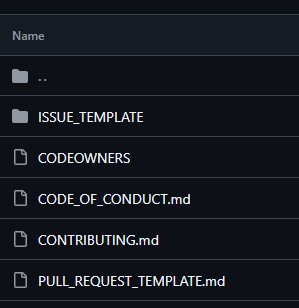 Name
..
ISSUE_TEMPLATE
CODEOWNERS
CODE_OF_CONDUCT.md
CONTRIBUTING.md
PULL_REQUEST_TEMPLATE.md